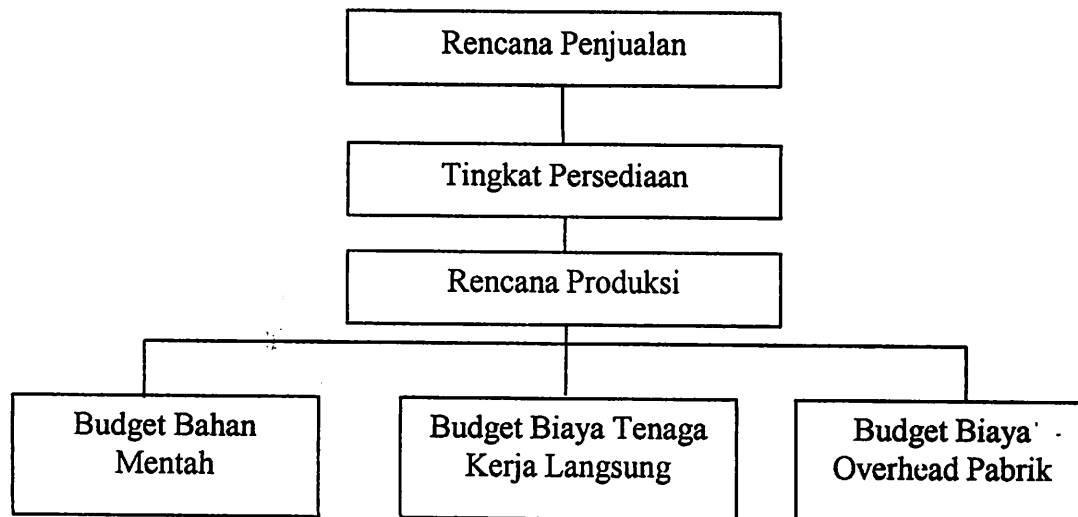 Rencana Penjualan
Tingkat Persediaan
Rencana Produksi
Budget Bahan
Mentah
Budget Biaya Tenaga
Kerja Langsung
Budget Biaya
Overhead Pabrik